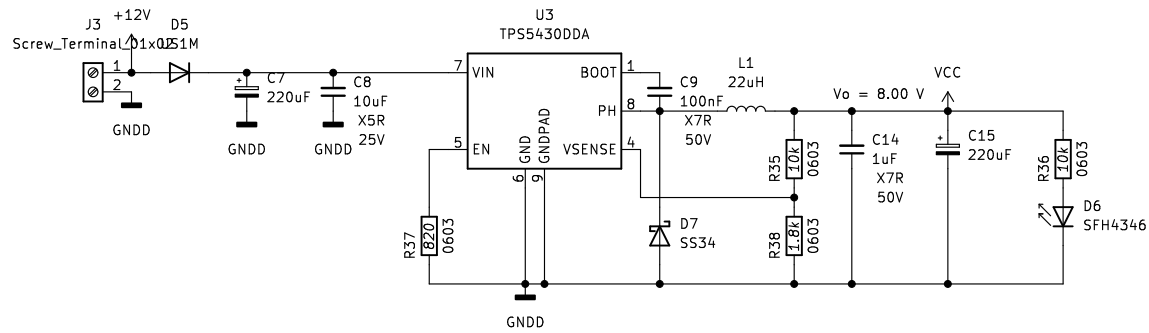 J3
Screw_Terminal_01x02
+12V
D5
US1M
1
2
GNDD
C7
220uF
GNDD
C8
10uF
X5R
25V
GNDD
U3
TPS5430DDA
7 VIN
BOOT 1
PH 8
5 EN
GND
GNDPAD
VSENSE 4
6
9
C9
100nF
X7R
50V
L1
22uH
Vo = 8.00 V
VCC
R35
10k
0603
C14
1uF
X7R
50V
C15
220uF
R36
10k
0603
R37
820
0603
D7
SS34
R38
1.8k
0603
D6
SFH4346
GNDD